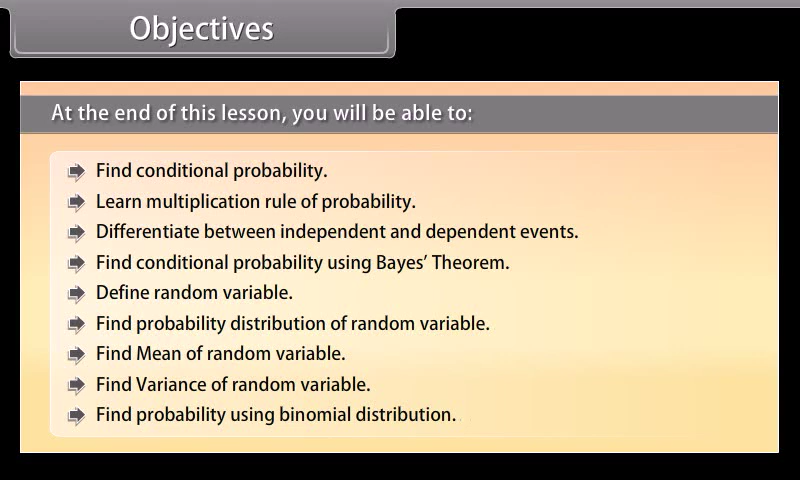 Objectives
At the end of this lesson, you will be able to:
Find conditional probability.
Learn multiplication rule of probability.
Differentiate between independent and dependent events.
Find conditional probability using Bayes’ Theorem.
Define random variable.
Find probability distribution of random variable.
Find Mean of random variable.
Find Variance of random variable.
Find probability using binomial distribution.